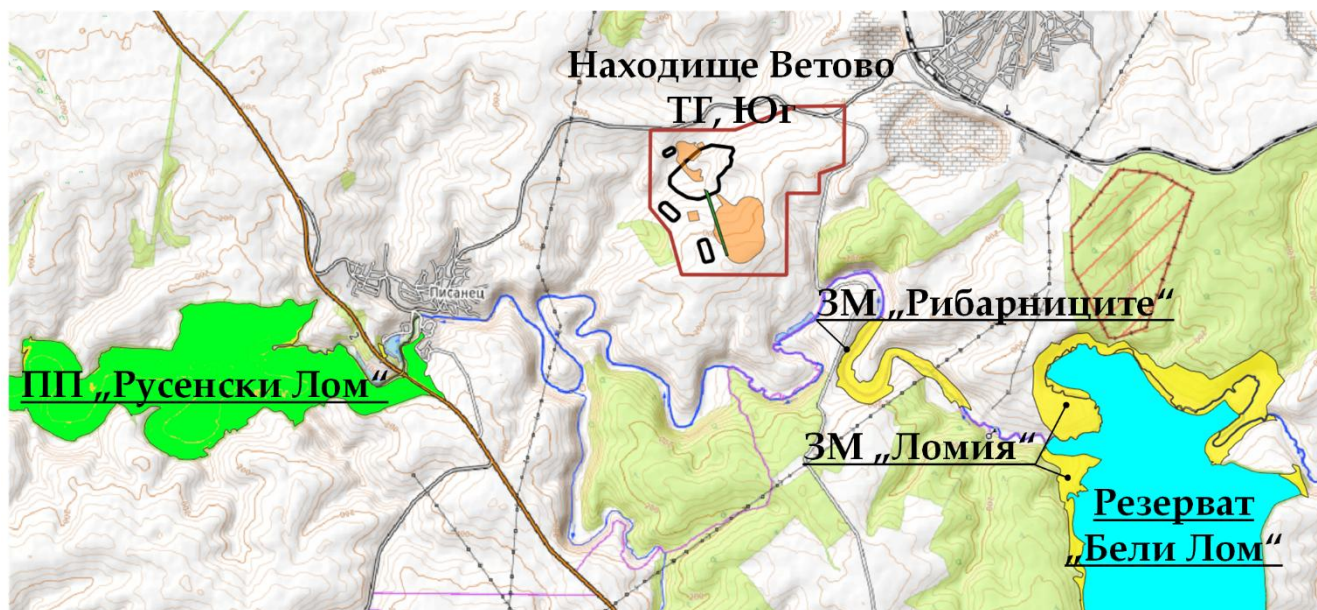 Находище Ветово
ТГ, Юг
Писанец
ЗМ „Рибарниците“
ПП „Русенски Лом“
ЗМ „Ломия“
Резерват
„Бели Лом“